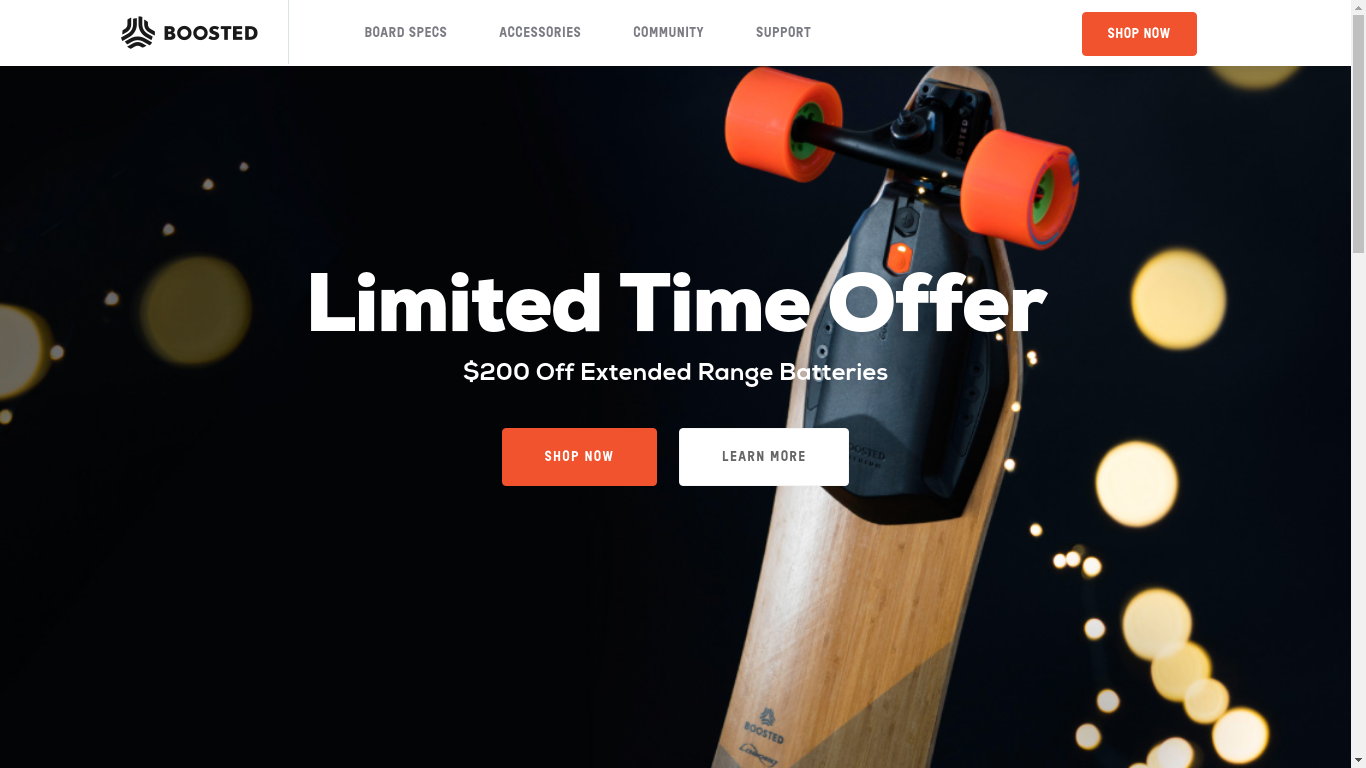 BOOSTED
BOARD SPECS
ACCESSORIES
COMMUNITY
SUPPORT
SHOP NOW
Limited Time Offer
$200 Off Extended Range Batteries
SHOP NOW
LEARN MORE
BOOSTED